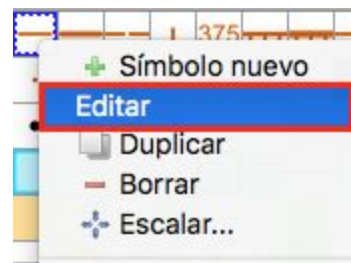 375
Símbolo nuevo
Editar
Duplicar
Borrar
Escalar...